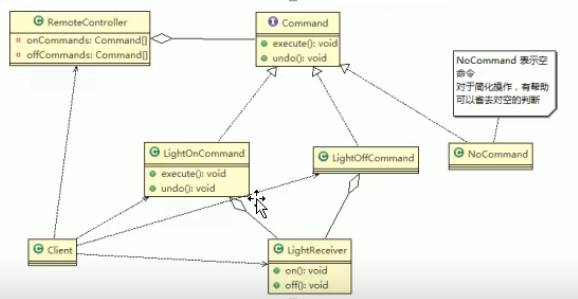 C RemoteController
onCommands: Command[]
offCommands: Command[]
I Command
execute(): void
undo(): void
NoCommand 表示空
命令
对于简化操作，有帮助
可以省去对空的判断
C LightOnCommand
execute(): void
undo(): void
C LightOffCommand
C NoCommand
C Client
C LightReceiver
on(): void
off(): void